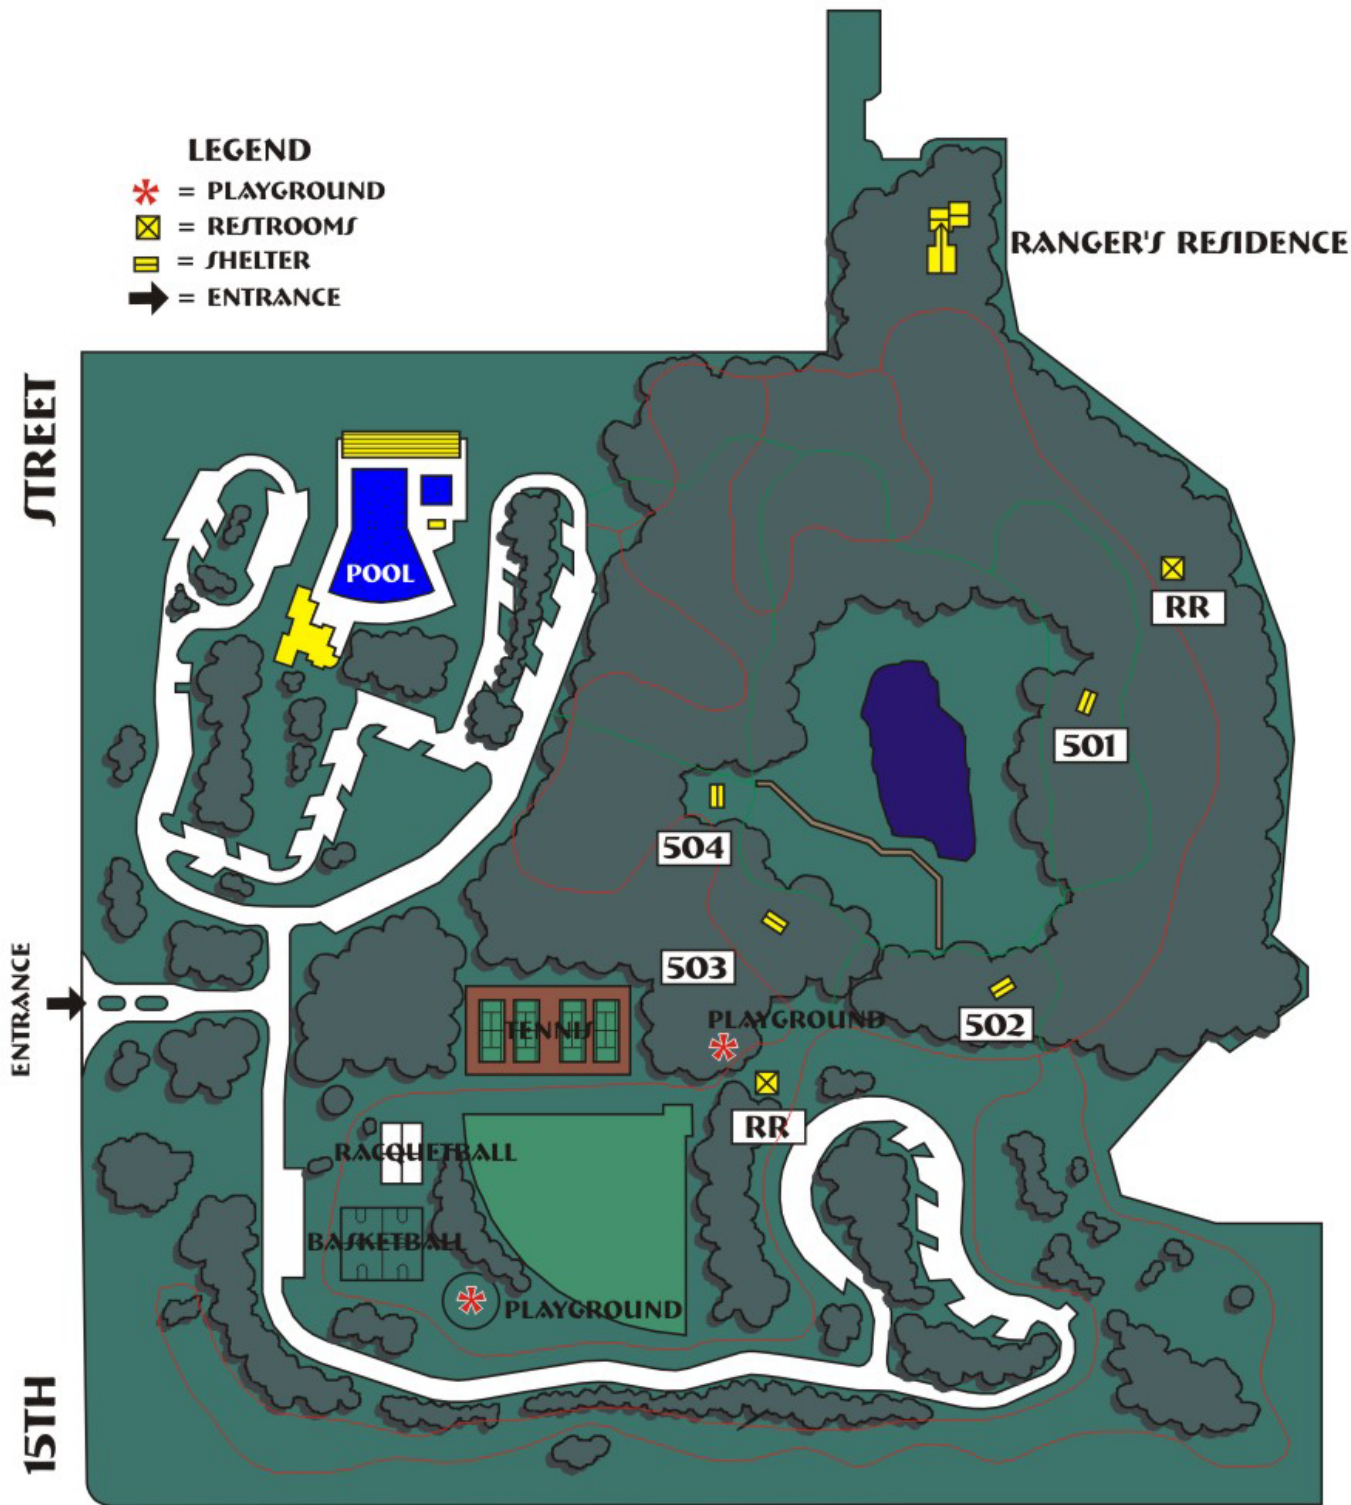 LEGEND
= PLAYGROUND
= RESTROOMS
= SHELTER
= ENTRANCE
RANGER'S RESIDENCE
STREET
POOL
RR
501
504
503
ENTRANCE
PLAYGROUND
502
TENNIS
RR
RACQUETBALL
BASKETBALL
PLAYGROUND
15TH